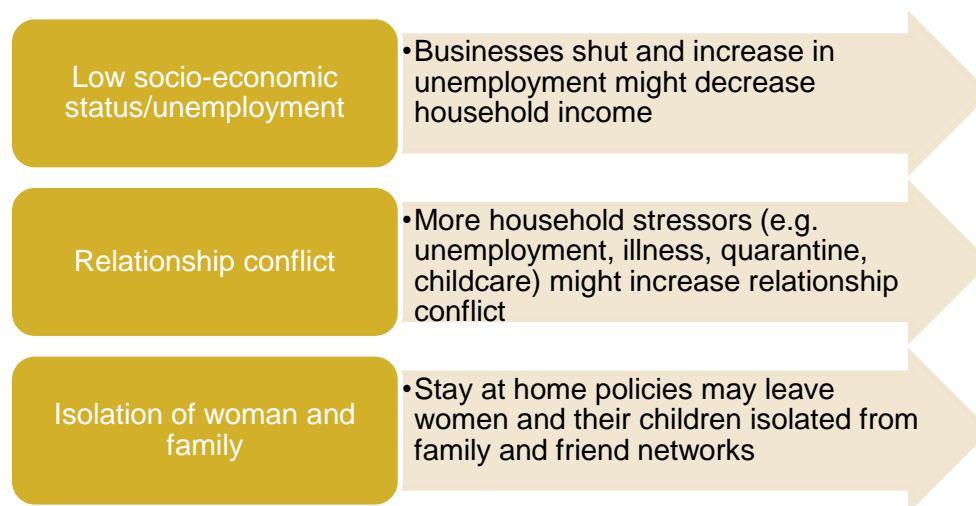 Low socio-economic
status/unemployment
•Businesses shut and increase in
unemployment might decrease
household income
Relationship conflict
•More household stressors (e.g.
unemployment, illness, quarantine,
childcare) might increase relationship
conflict
Isolation of woman and
family
•Stay at home policies may leave
women and their children isolated from
family and friend networks